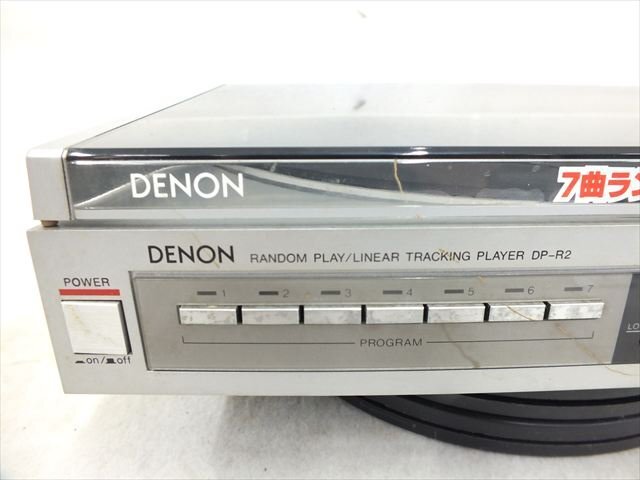 DENON
7曲ラン
DENON RANDOM PLAY/LINEAR TRACKING PLAYER DP-R2
POWER
1 2 3 4 5 6 7
PROGRAM
on/off
LO